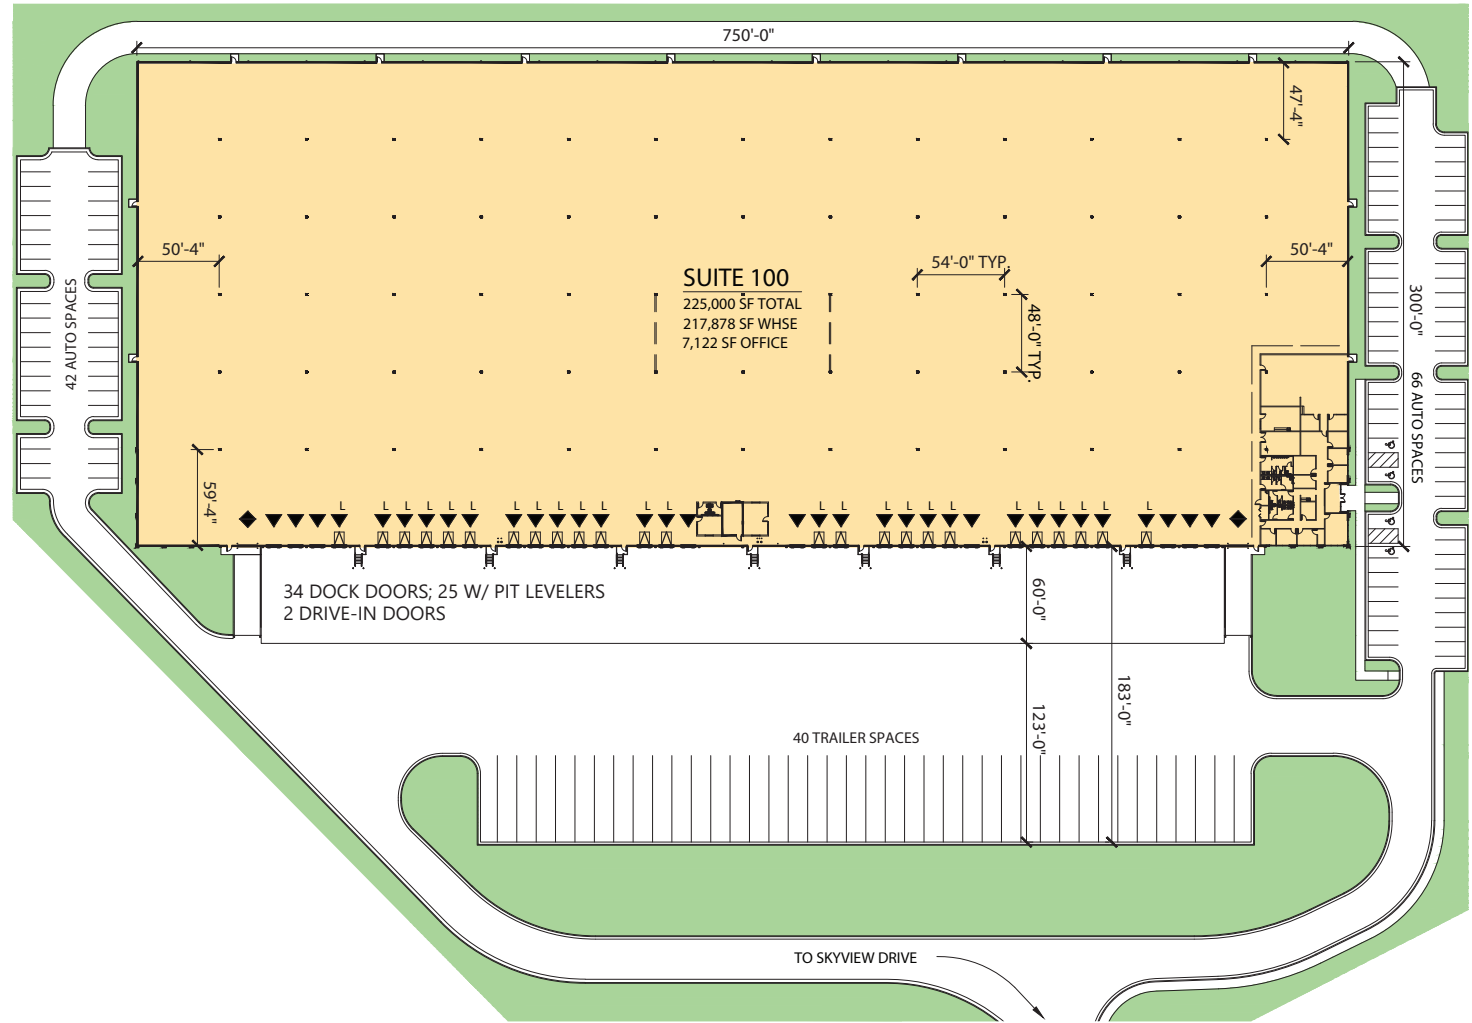 750'-0"
47'-4"
50'-4"
54'-0" TYP.
50'-4"
SUITE 100
225,000 SF TOTAL
217,878 SF WHSE
7,122 SF OFFICE
48'-0" TYP.
42 AUTO SPACES
300'-0"
66 AUTO SPACES
59'-4"
L L L L L L L L L L L L L L L L L L L L L L L L L
34 DOCK DOORS; 25 W/ PIT LEVELERS
2 DRIVE-IN DOORS
60'-0"
183'-0"
123'-0"
40 TRAILER SPACES
TO SKYVIEW DRIVE